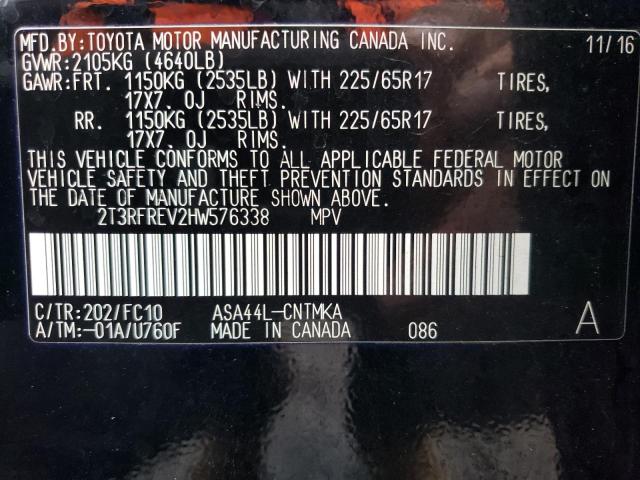 MFD.BY:TOYOTA MOTOR MANUFACTURING CANADA INC. 11/16
GVWR:2105KG (4640LB)
GAWR:FRT. 1150KG (2535LB) WITH 225/65R17 TIRES,
17X7.0J RIMS.
RR. 1150KG (2535LB) WITH 225/65R17 TIRES,
17X7.0J RIMS.
THIS VEHICLE CONFORMS TO ALL APPLICABLE FEDERAL MOTOR
VEHICLE SAFETY AND THEFT PREVENTION STANDARDS IN EFFECT ON
THE DATE OF MANUFACTURE SHOWN ABOVE.
2T3RFREV2HW576338 MPV
C/TR:202/FC10 ASA44L-CNTMKA
A/TM:-01A/U760F MADE IN CANADA 086 A